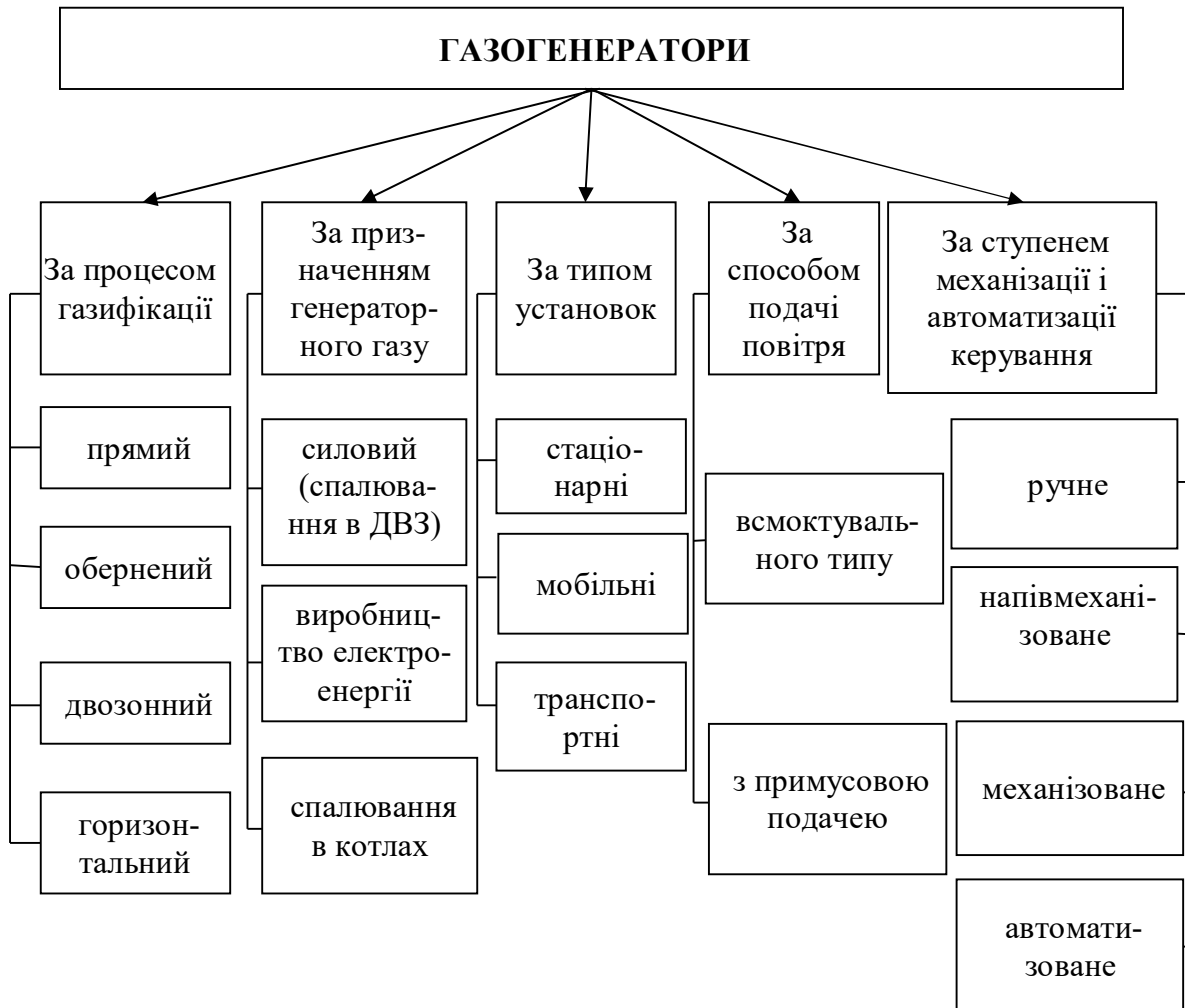 ГАЗОГЕНЕРАТОРИ
За процесом
газифікації
прямий
обернений
двозонний
горизон-
тальний
За приз-
наченням
генератор-
ного газу
силовий
(спалюва-
ння в ДВЗ)
виробниц-
тво електро-
енергії
спалювання
в котлах
За типом
установок
стаціо-
нарні
мобільні
транспо-
ртні
За
способом
подачі
повітря
всмоктуваль-
ного типу
з примусовою
подачею
За ступенем
механізації і
автоматизації
керування
ручне
напівмехані-
зоване
механізоване
автомати-
зоване